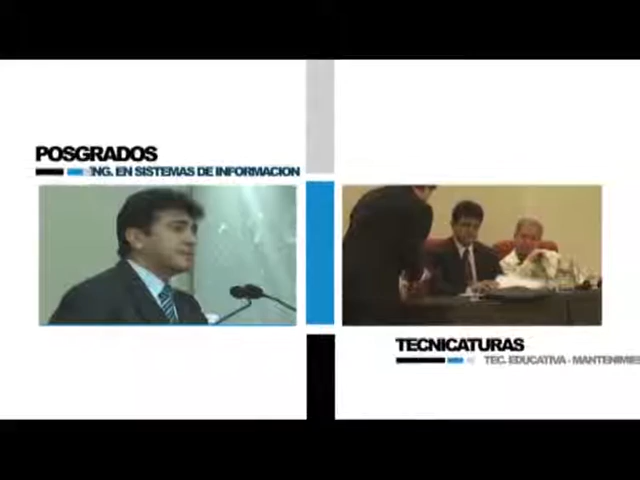 POSGRADOS
ING. EN SISTEMAS DE INFORMACION
TECNICATURAS
TEC. EDUCATIVA - MANTENIMIE